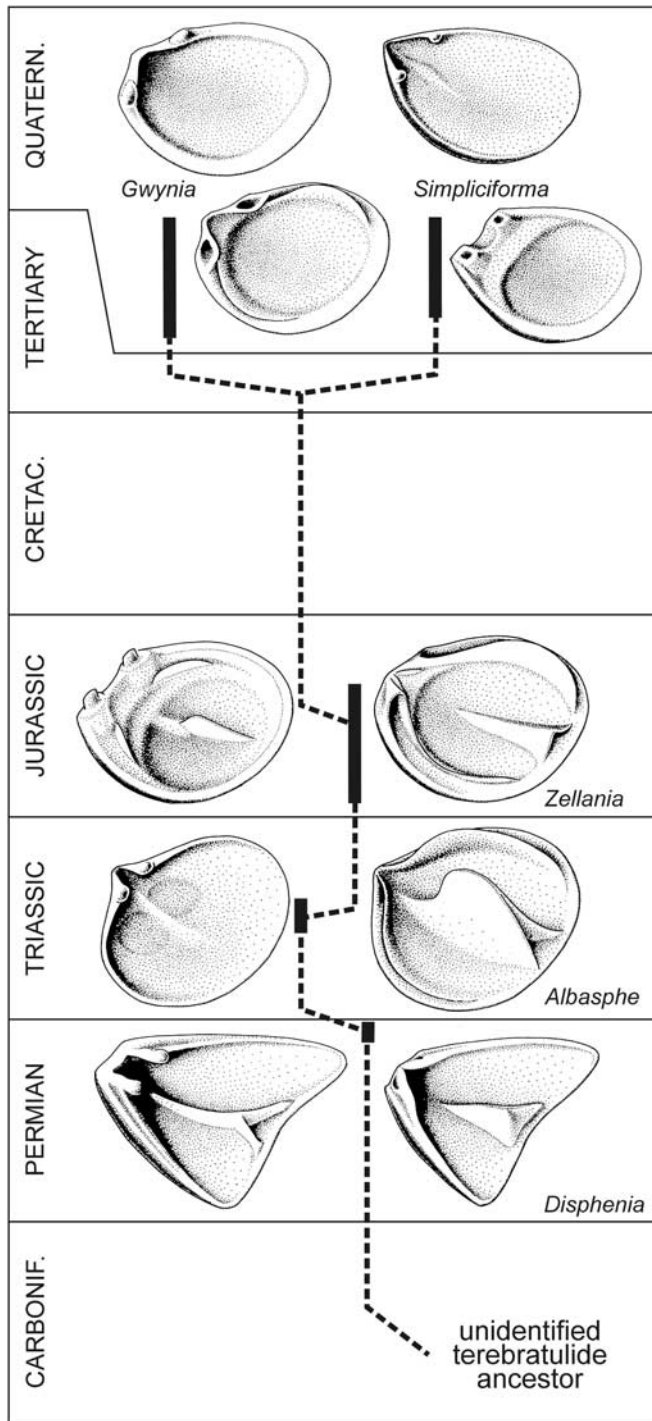 QUATERN.
Gwynia
Simpliciforma
TERTIARY
CRETAC.
JURASSIC
Zellania
TRIASSIC
Albasphe
PERMIAN
Disphenia
CARBONIF.
unidentified
terebratulide
ancestor